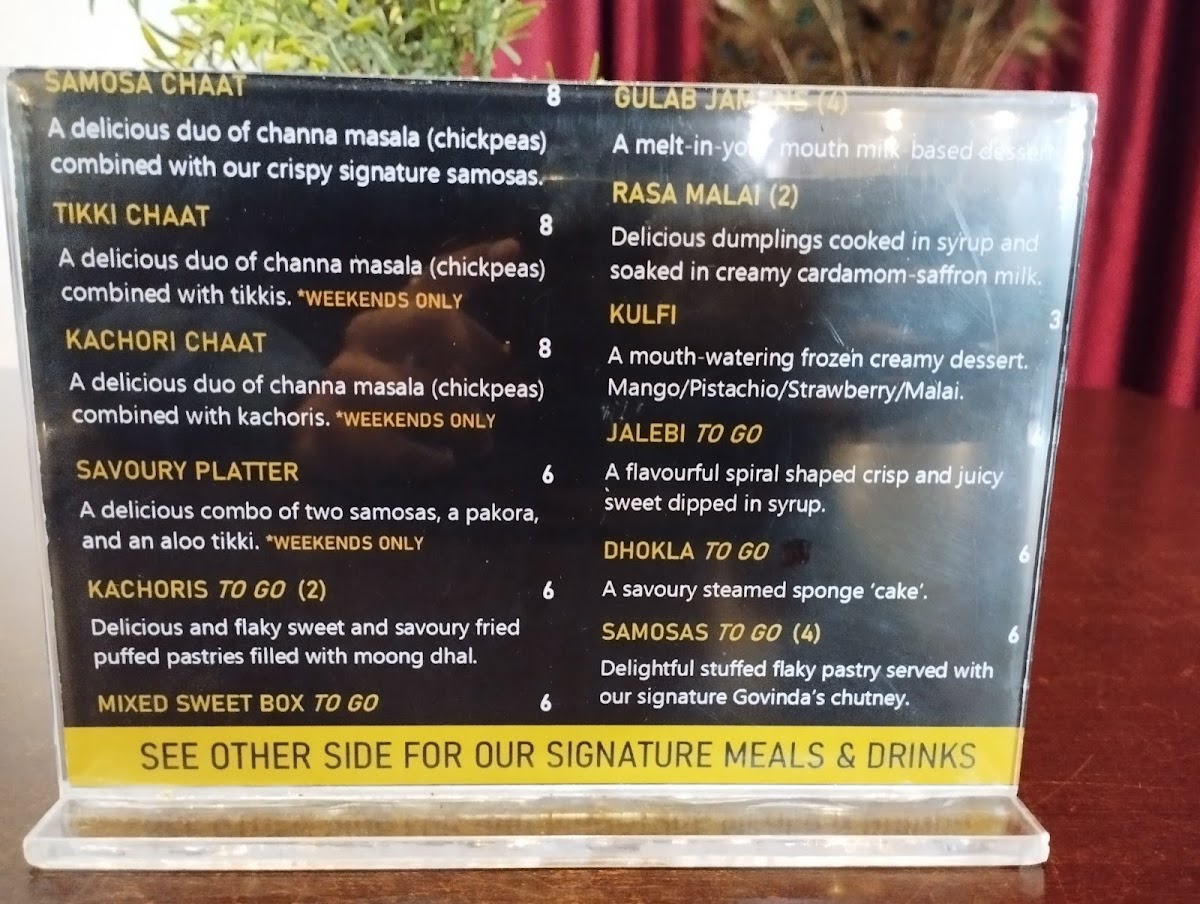 SAMOSA CHAAT 8
A delicious duo of channa masala (chickpeas)
combined with our crispy signature samosas.
TIKKI CHAAT 8
A delicious duo of channa masala (chickpeas)
combined with tikkis. *WEEKENDS ONLY
KACHORI CHAAT 8
A delicious duo of channa masala (chickpeas)
combined with kachoris. *WEEKENDS ONLY
SAVOURY PLATTER 6
A delicious combo of two samosas, a pakora,
and an aloo tikki. *WEEKENDS ONLY
KACHORIS TO GO (2) 6
Delicious and flaky sweet and savoury fried
puffed pastries filled with moong dhal.
MIXED SWEET BOX TO GO 6
GULAB JAMUNS (4)
A melt-in-your mouth milk-based dessert
RASA MALAI (2)
Delicious dumplings cooked in syrup and
soaked in creamy cardamom-saffron milk.
KULFI 3
A mouth-watering frozen creamy dessert.
Mango/Pistachio/Strawberry/Malai.
JALEBI TO GO
A flavourful spiral shaped crisp and juicy
sweet dipped in syrup.
DHOKLA TO GO 6
A savoury steamed sponge 'cake'.
SAMOSAS TO GO (4) 6
Delightful stuffed flaky pastry served with
our signature Govinda's chutney.
SEE OTHER SIDE FOR OUR SIGNATURE MEALS & DRINKS